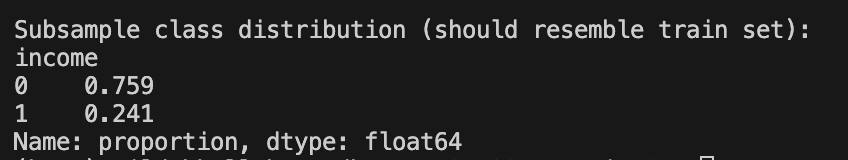 Subsample class distribution (should resemble train set):
income
0    0.759
1    0.241
Name: proportion, dtype: float64